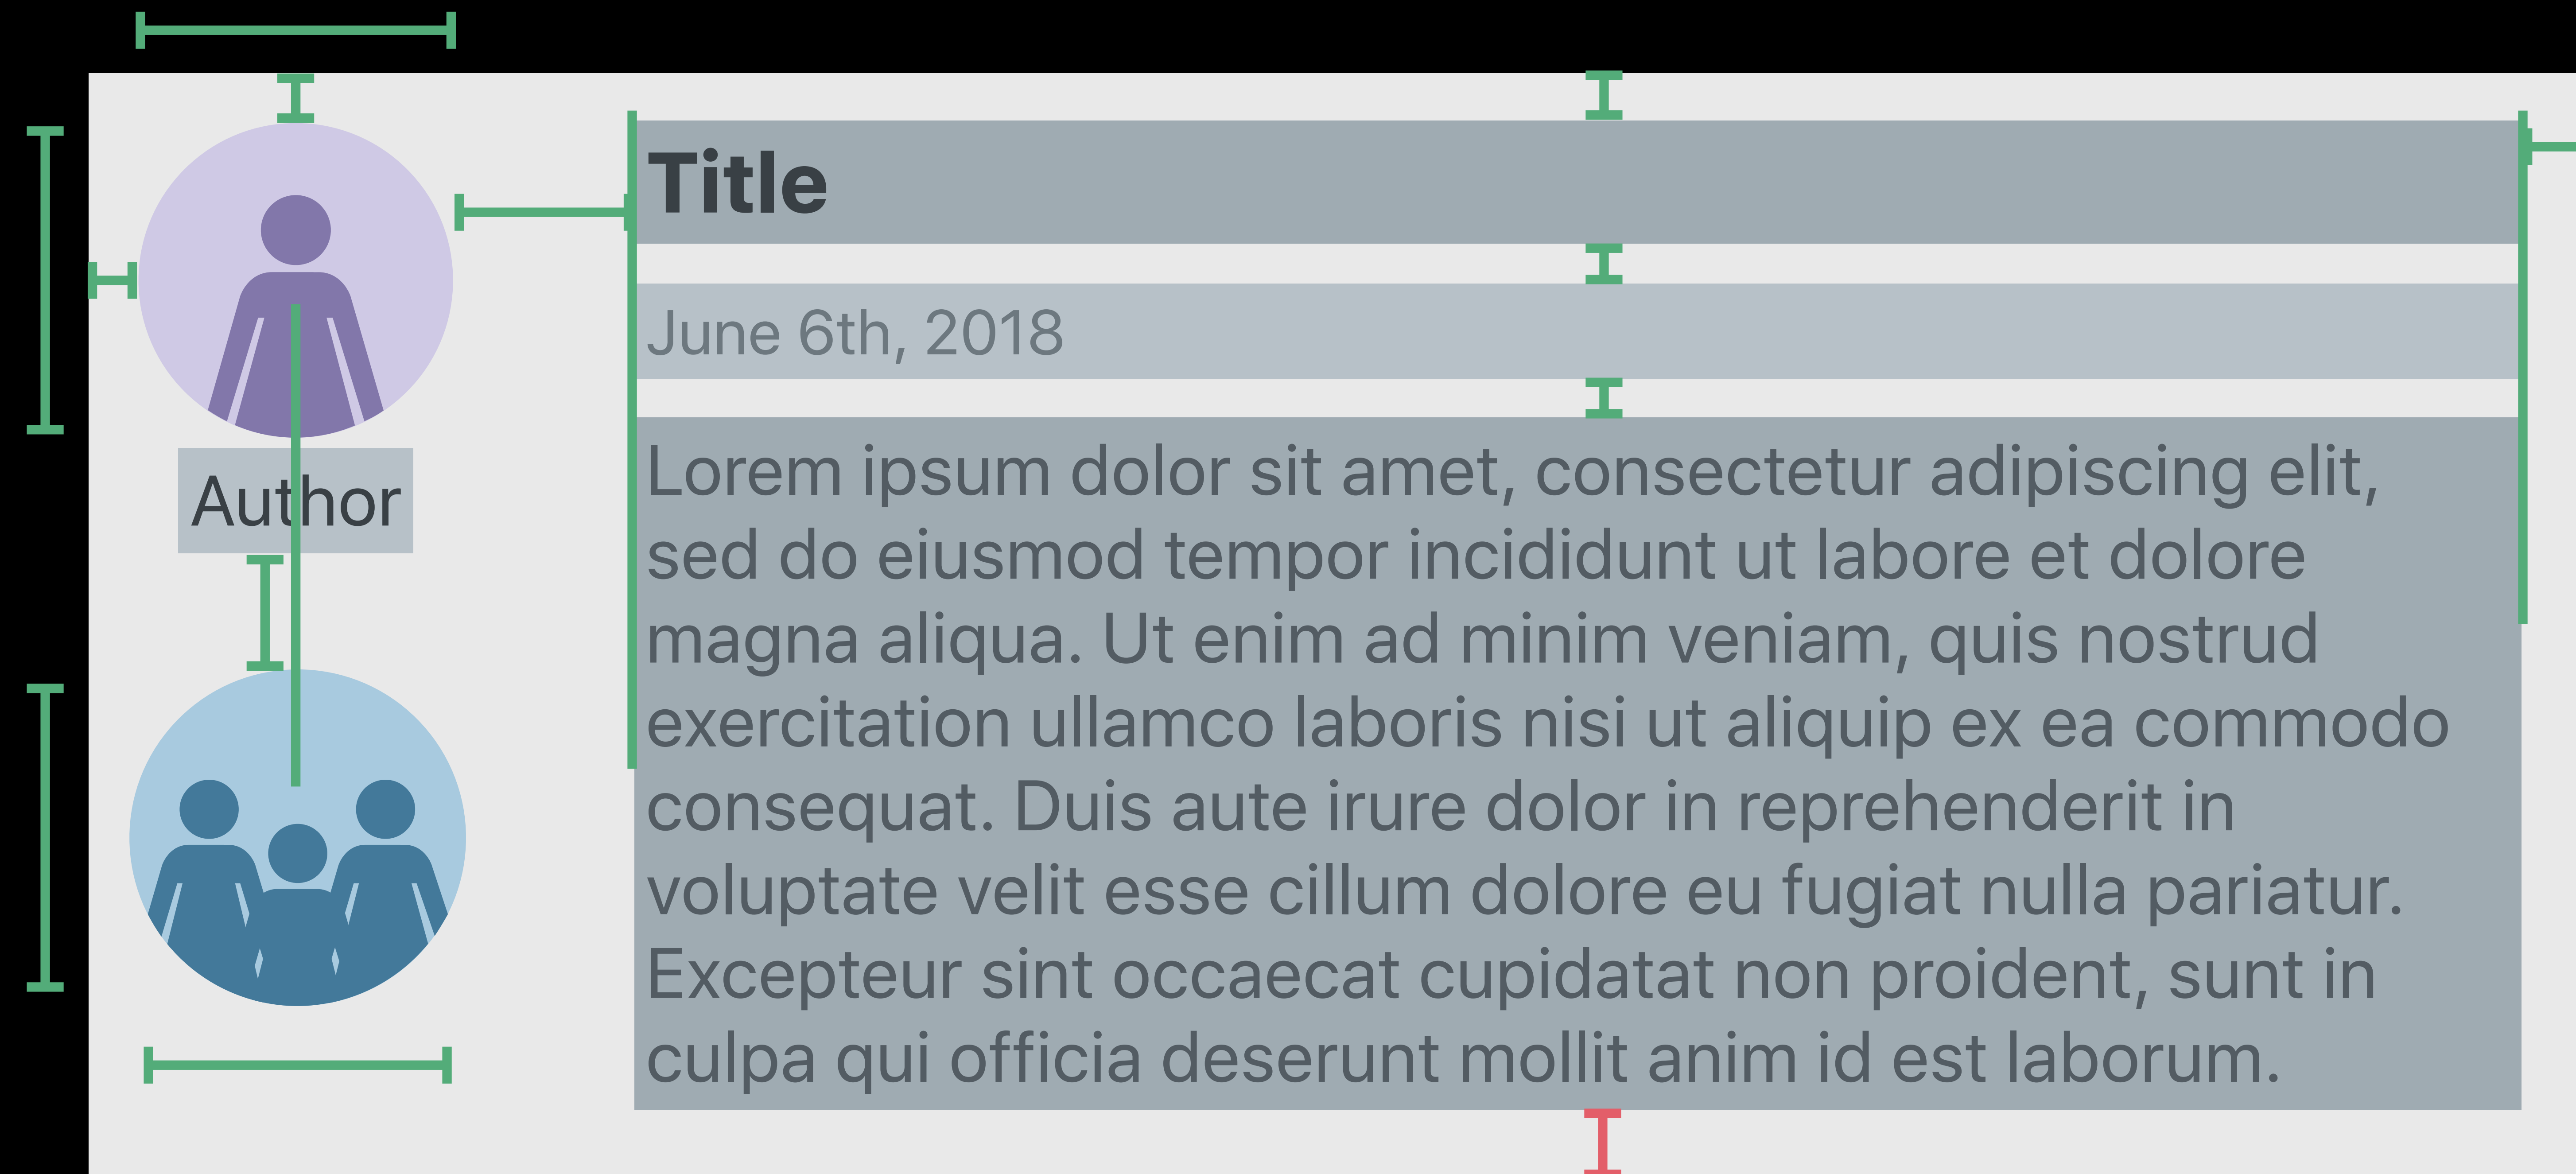 Title
June 6th, 2018
Author
Lorem ipsum dolor sit amet, consectetur adipiscing elit,
sed do eiusmod tempor incididunt ut labore et dolore
magna aliqua. Ut enim ad minim veniam, quis nostrud
exercitation ullamco laboris nisi ut aliquip ex ea commodo
consequat. Duis aute irure dolor in reprehenderit in
voluptate velit esse cillum dolore eu fugiat nulla pariatur.
Excepteur sint occaecat cupidatat non proident, sunt in
culpa qui officia deserunt mollit anim id est laborum.